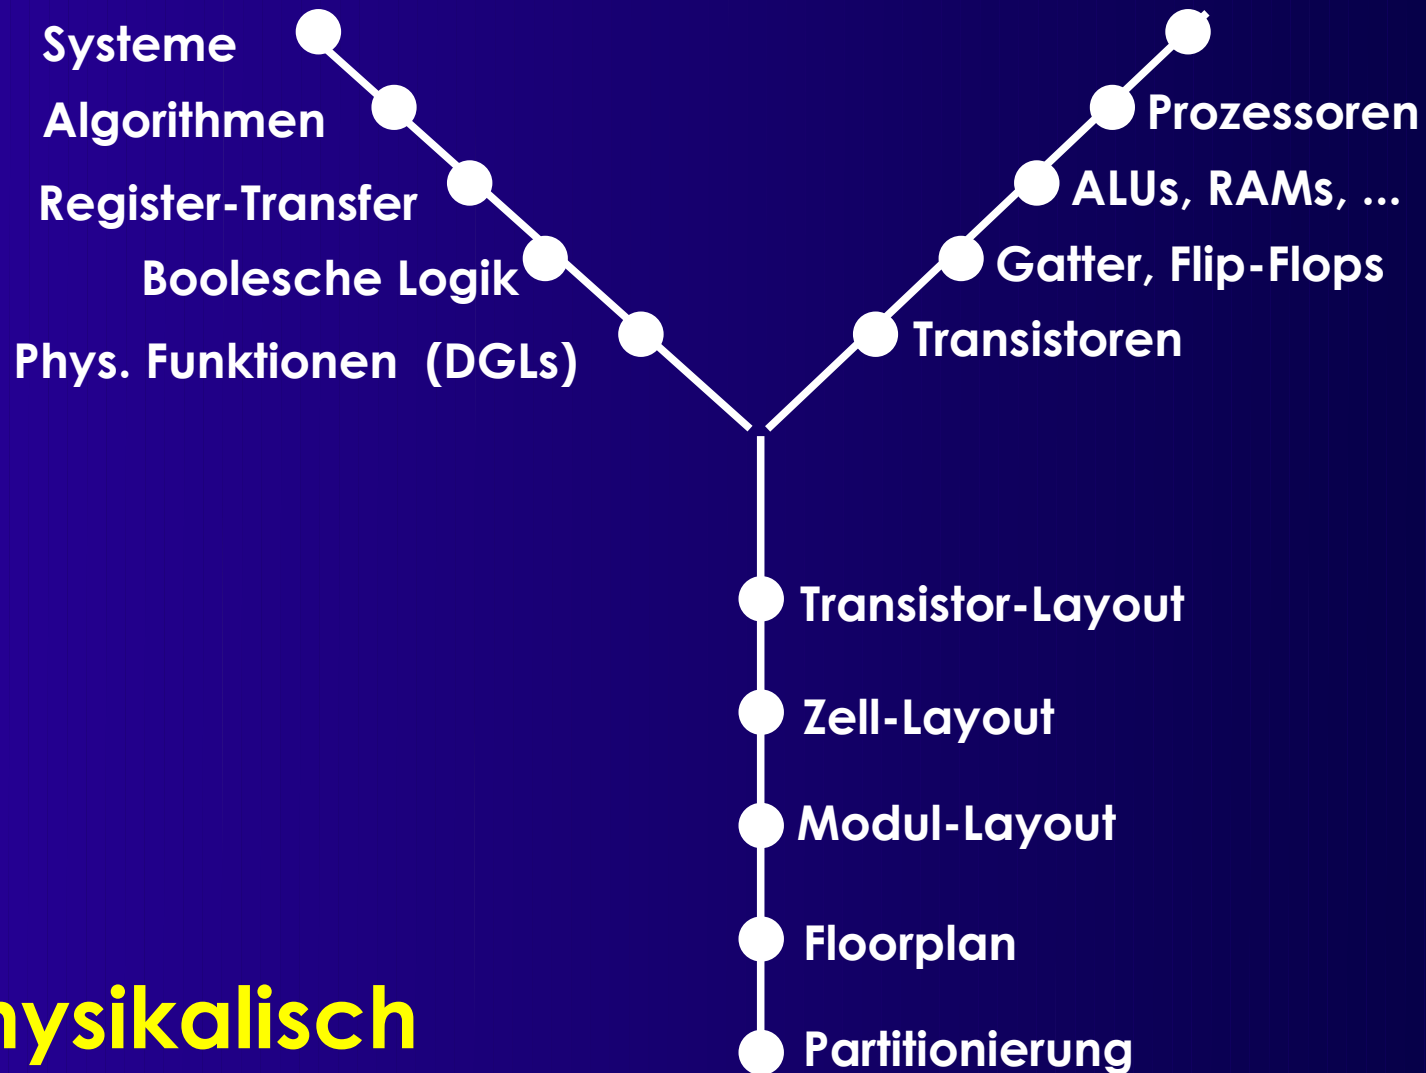 Systeme
Algorithmen
Register-Transfer
Boolesche Logik
Phys. Funktionen (DGLs)
Prozessoren
ALUs, RAMs, ...
Gatter, Flip-Flops
Transistoren
Transistor-Layout
Zell-Layout
Modul-Layout
Floorplan
Partitionierung
ysikalisch